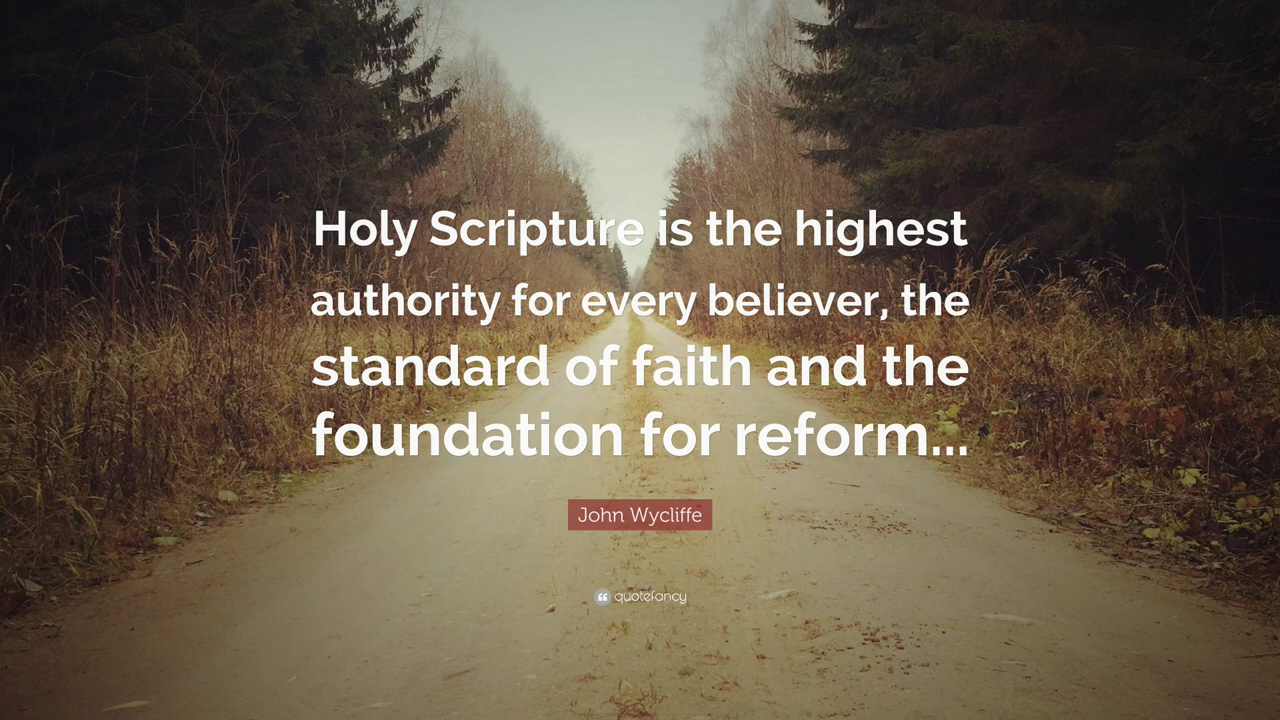 Holy Scripture is the highest
authority for every believer, the
standard of faith and the
foundation for reform...
John Wycliffe
quotefancy